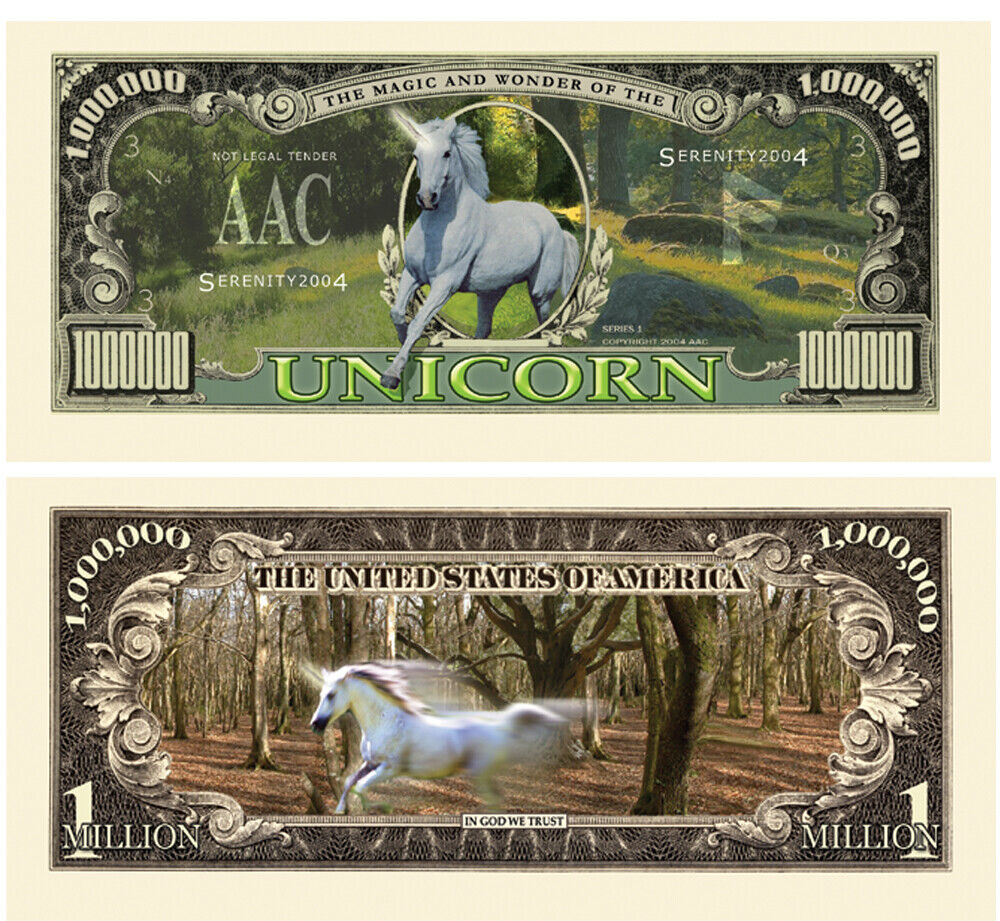 1,000,000
THE MAGIC AND WONDER OF THE
1,000,000
3
NOT LEGAL TENDER
SERENITY2004
3
N4
AAC
F
Q3
SERENITY2004
3
3
SERIES 1
COPYRIGHT 2004 AAC
1000000
UNICORN
1000000
1,000,000
THE UNITED STATES OF AMERICA
1,000,000
1
MILLION
IN GOD WE TRUST
1
MILLION